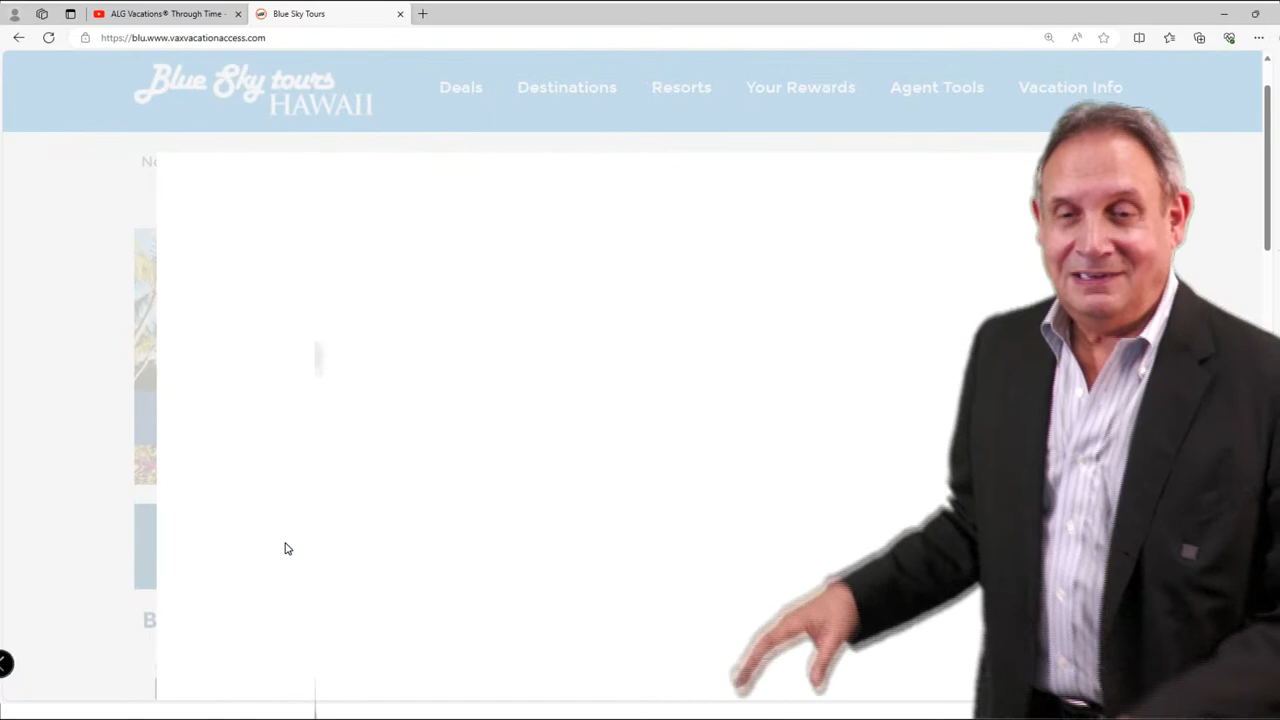 ALG Vacations® Through Time -
Blue Sky Tours
https://blu.www.vaxvacationaccess.com
Blue Sky tours
HAWAII
Deals
Destinations
Resorts
Your Rewards
Agent Tools
Vacation Info